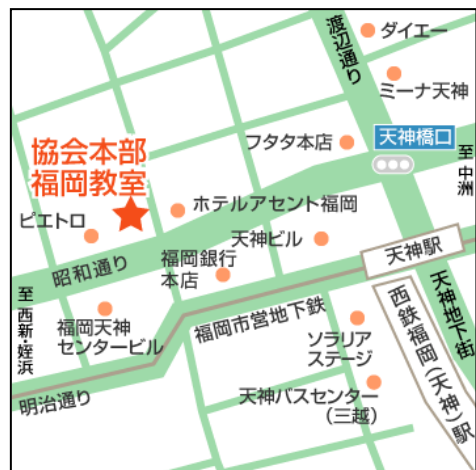 ダイエー
渡辺通り
ミーナ天神
フタタ本店
天神橋口
至中洲
協会本部
福岡教室
ピエトロ
ホテルアセント福岡
天神ビル
昭和通り
福岡銀行
本店
天神駅
至西新・姪浜
福岡天神
センタービル
福岡市営地下鉄
ソラリア
ステージ
天神地下街
西鉄福岡(天神)駅
明治通り
天神バスセンター
(三越)